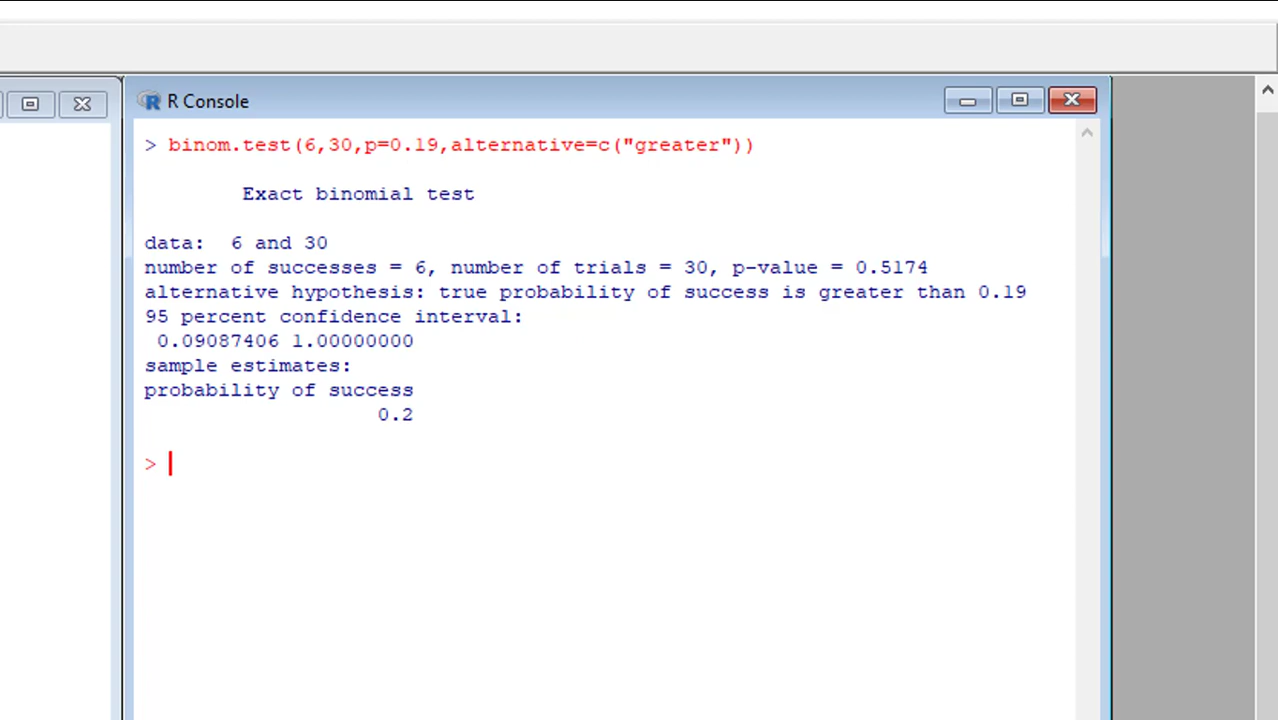 R Console
> binom.test(6,30,p=0.19,alternative=c("greater"))
Exact binomial test
data:  6 and 30
number of successes = 6, number of trials = 30, p-value = 0.5174
alternative hypothesis: true probability of success is greater than 0.19
95 percent confidence interval:
 0.09087406 1.00000000
sample estimates:
probability of success
0.2
>